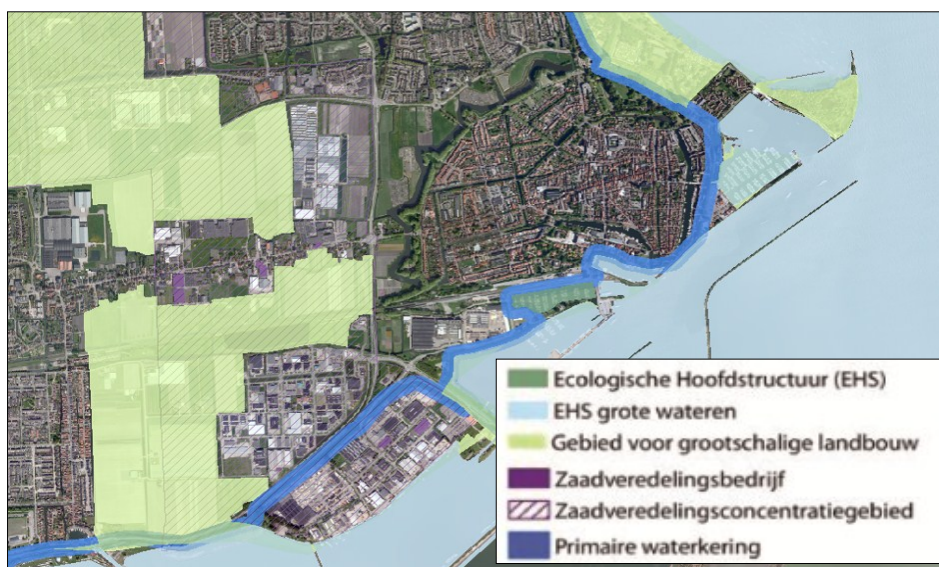 Ecologische Hoofdstructuur (EHS)
EHS grote wateren
Gebied voor grootschalige landbouw
Zaadveredelingsbedrijf
Zaadveredelingsconcentratiegebied
Primaire waterkering